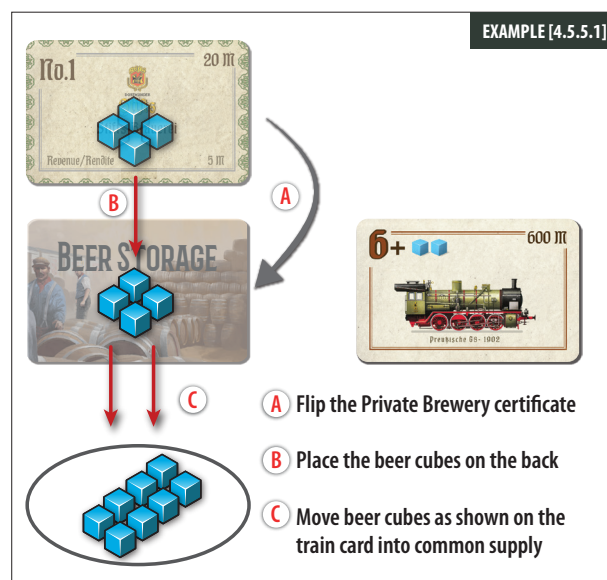 EXAMPLE [4.5.5.1]
No.1
20 M
Revenue/Rendite
5 M
B
A
BEER STORAGE
6+
600 M
Preußische G8 - 1902
C
A Flip the Private Brewery certificate
B Place the beer cubes on the back
C Move beer cubes as shown on the
train card into common supply